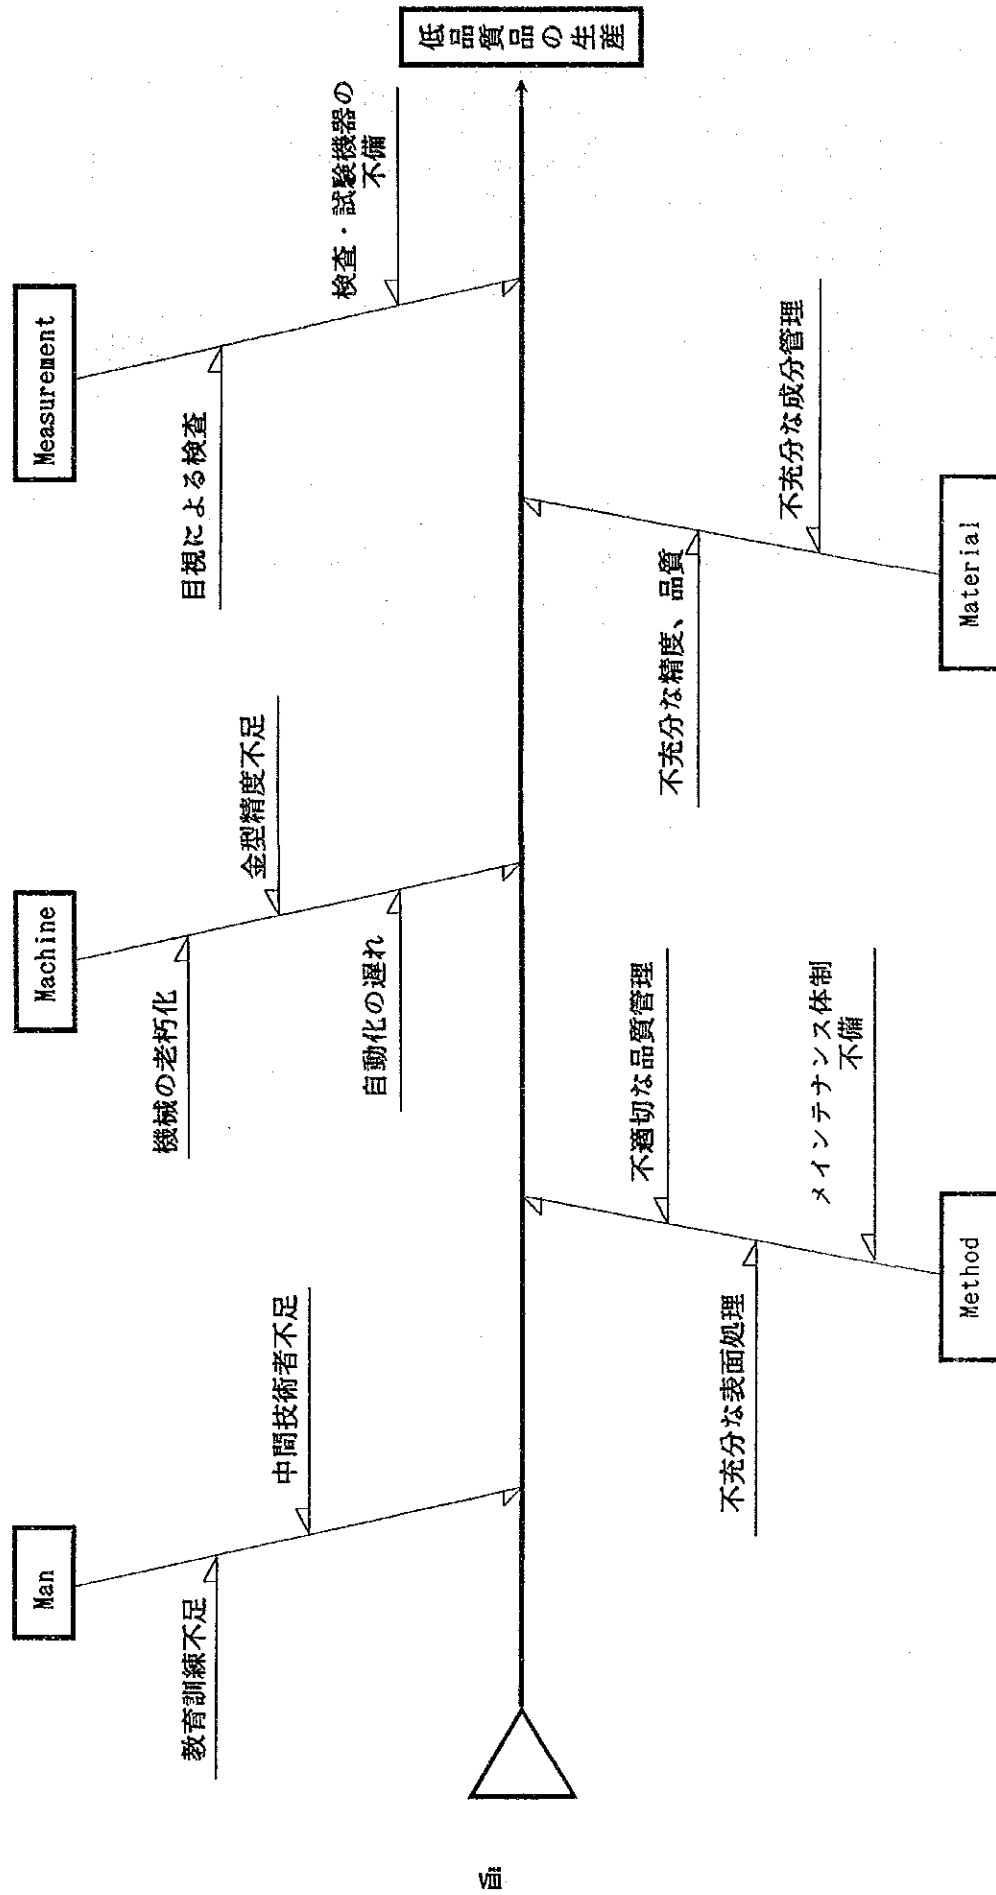 Man
教育訓練不足
中間技術者不足
Machine
機械の老朽化
金型精度不足
自動化の遅れ
Measurement
目視による検査
検査・試験機器の
不備
低品質品の生産
Method
不適切な品質管理
不充分な表面処理
メインテナンス体制
不備
Material
不充分な精度、品質
不充分な成分管理